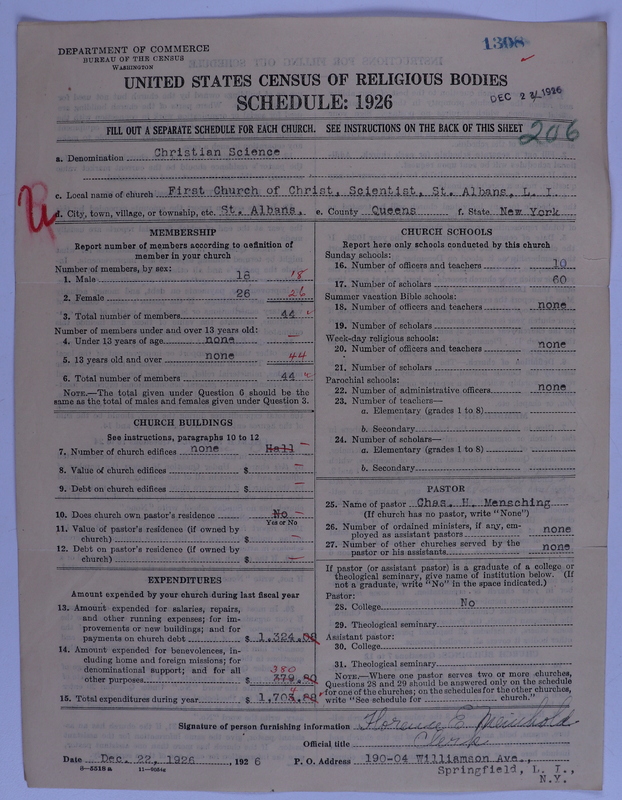 1308
DEPARTMENT OF COMMERCE
BUREAU OF THE CENSUS
WASHINGTON
UNITED STATES CENSUS OF RELIGIOUS BODIES
SCHEDULE: 1926
DEC 23 1926
FILL OUT A SEPARATE SCHEDULE FOR EACH CHURCH. SEE INSTRUCTIONS ON THE BACK OF THIS SHEET
206
a. Denomination Christian Science
c. Local name of church First Church of Christ, Scientist, St. Albans, L. I.
d. City, town, village, or township, etc. St. Albans, e. County Queens f. State New York
MEMBERSHIP
Report number of members according to definition of
member in your church
Number of members, by sex:
1. Male 18 18
2. Female 26 26
3. Total number of members 44
Number of members under and over 13 years old:
4. Under 13 years of age none —
5. 13 years old and over none 44
6. Total number of members 44
NOTE.—The total given under Question 6 should be the
same as the total of males and females given under Question 3.
CHURCH BUILDINGS
See instructions, paragraphs 10 to 12
7. Number of church edifices none Hall —
8. Value of church edifices $ —
9. Debt on church edifices $ —
10. Does church own pastor's residence No —
Yes or No
11. Value of pastor's residence (if owned by
church) $ —
12. Debt on pastor's residence (if owned by
church) $ —
EXPENDITURES
Amount expended by your church during last fiscal year
13. Amount expended for salaries, repairs,
and other running expenses; for im-
provements or new buildings; and for
payments on church debt $ 1,324.
14. Amount expended for benevolences, in-
cluding home and foreign missions; for
denominational support; and for all
380
other purposes $ 379.80
15. Total expenditures during year $ 1,703.
4
CHURCH SCHOOLS
Report here only schools conducted by this church
Sunday schools:
16. Number of officers and teachers 10
17. Number of scholars 60
Summer vacation Bible schools:
18. Number of officers and teachers none
19. Number of scholars
Week-day religious schools:
20. Number of officers and teachers none
21. Number of scholars
Parochial schools:
22. Number of administrative officers none
23. Number of teachers—
a. Elementary (grades 1 to 8)
b. Secondary
24. Number of scholars—
a. Elementary (grades 1 to 8)
b. Secondary
PASTOR
25. Name of pastor Chas. H. Mensching
(If church has no pastor, write "None")
26. Number of ordained ministers, if any, em-
ployed as assistant pastors none
27. Number of other churches served by the
pastor or his assistants none
If pastor (or assistant pastor) is a graduate of a college or
theological seminary, give name of institution below. (If
not a graduate, write "No" in the space indicated.)
Pastor:
28. College No
29. Theological seminary
Assistant pastor:
30. College
31. Theological seminary
NOTE.—Where one pastor serves two or more churches,
Questions 28 and 29 should be answered only on the schedule
for one of the churches; on the schedules for the other churches,
write "See schedule for church."
Signature of person furnishing information Florence E. Meinhold
Official title Clerk
Date Dec. 22, 1926 192 6 P. O. Address 190-04 Williamson Ave.,
Springfield, L. I.,
N.Y.
8—5518a